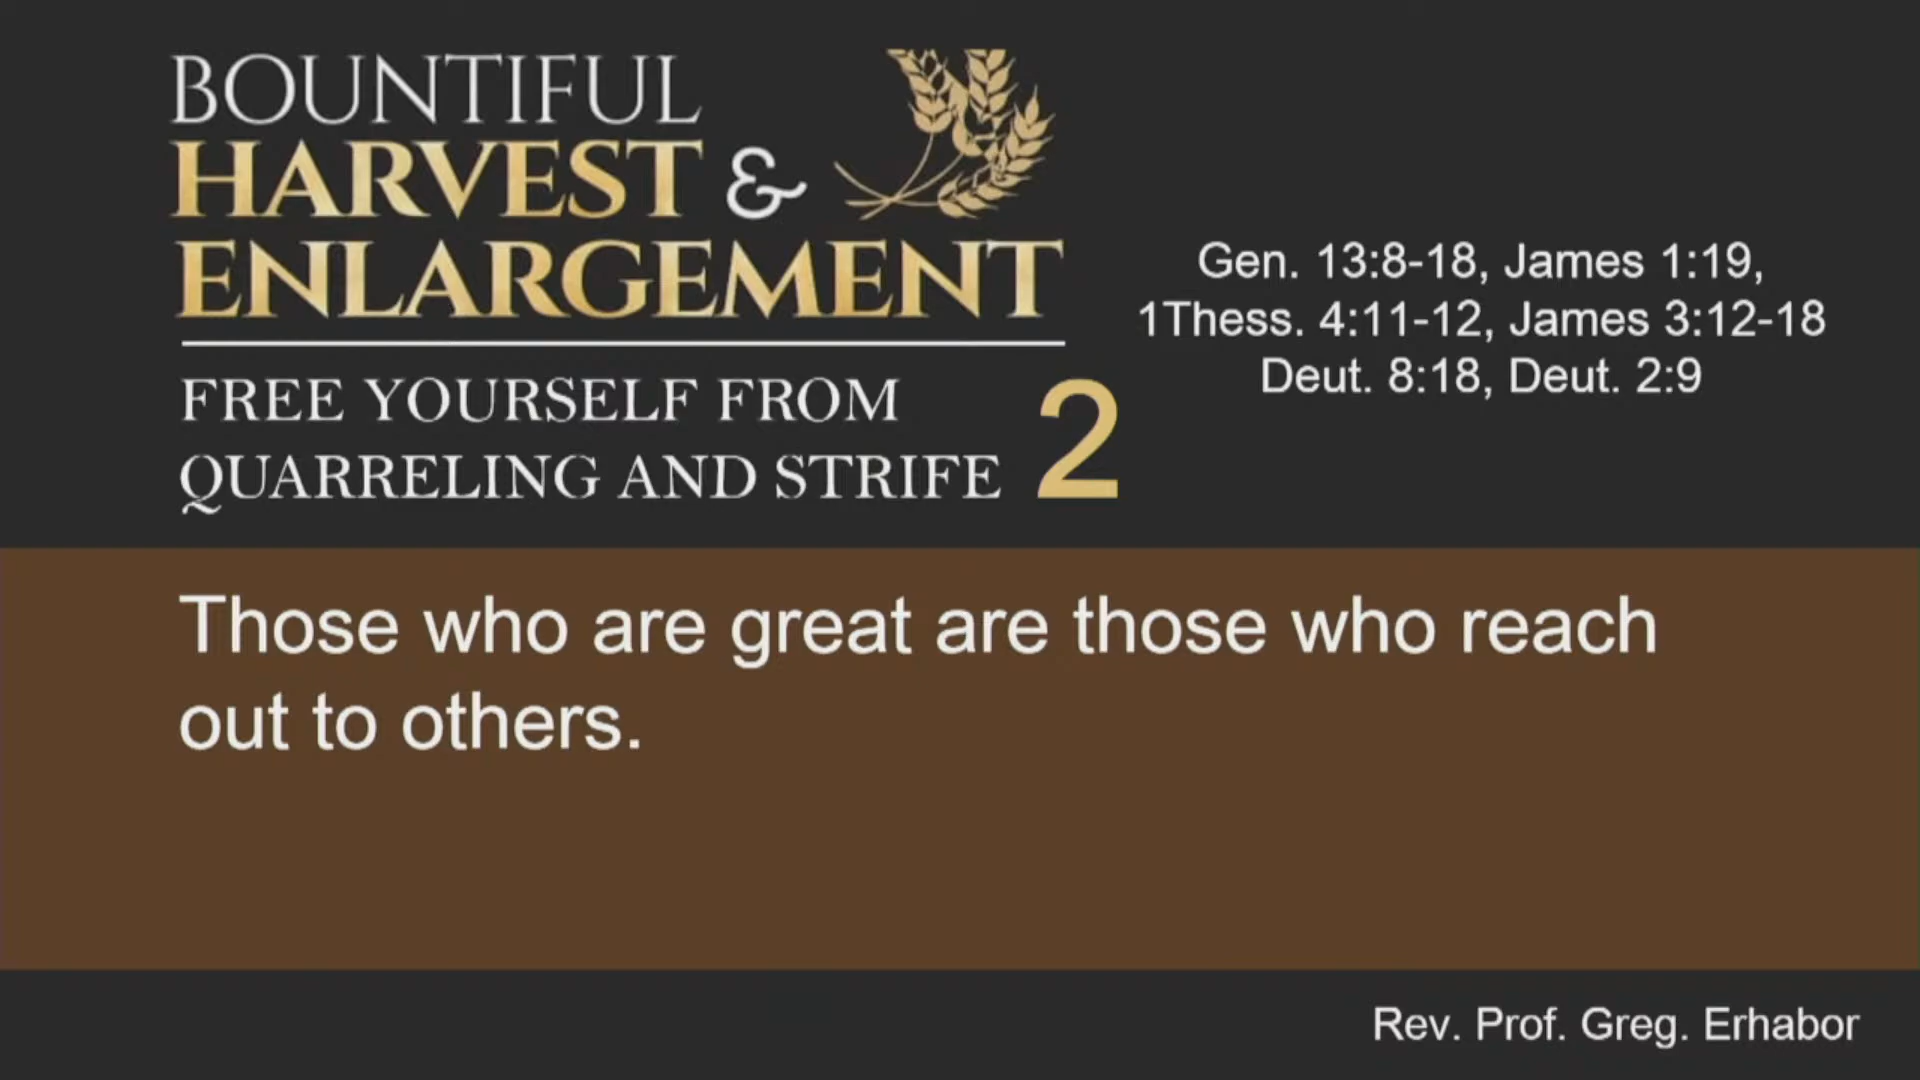 BOUNTIFUL
HARVEST &
ENLARGEMENT
FREE YOURSELF FROM
QUARRELING AND STRIFE 2
Gen. 13:8-18, James 1:19,
1Thess. 4:11-12, James 3:12-18
Deut. 8:18, Deut. 2:9
Those who are great are those who reach
out to others.
Rev. Prof. Greg. Erhabor